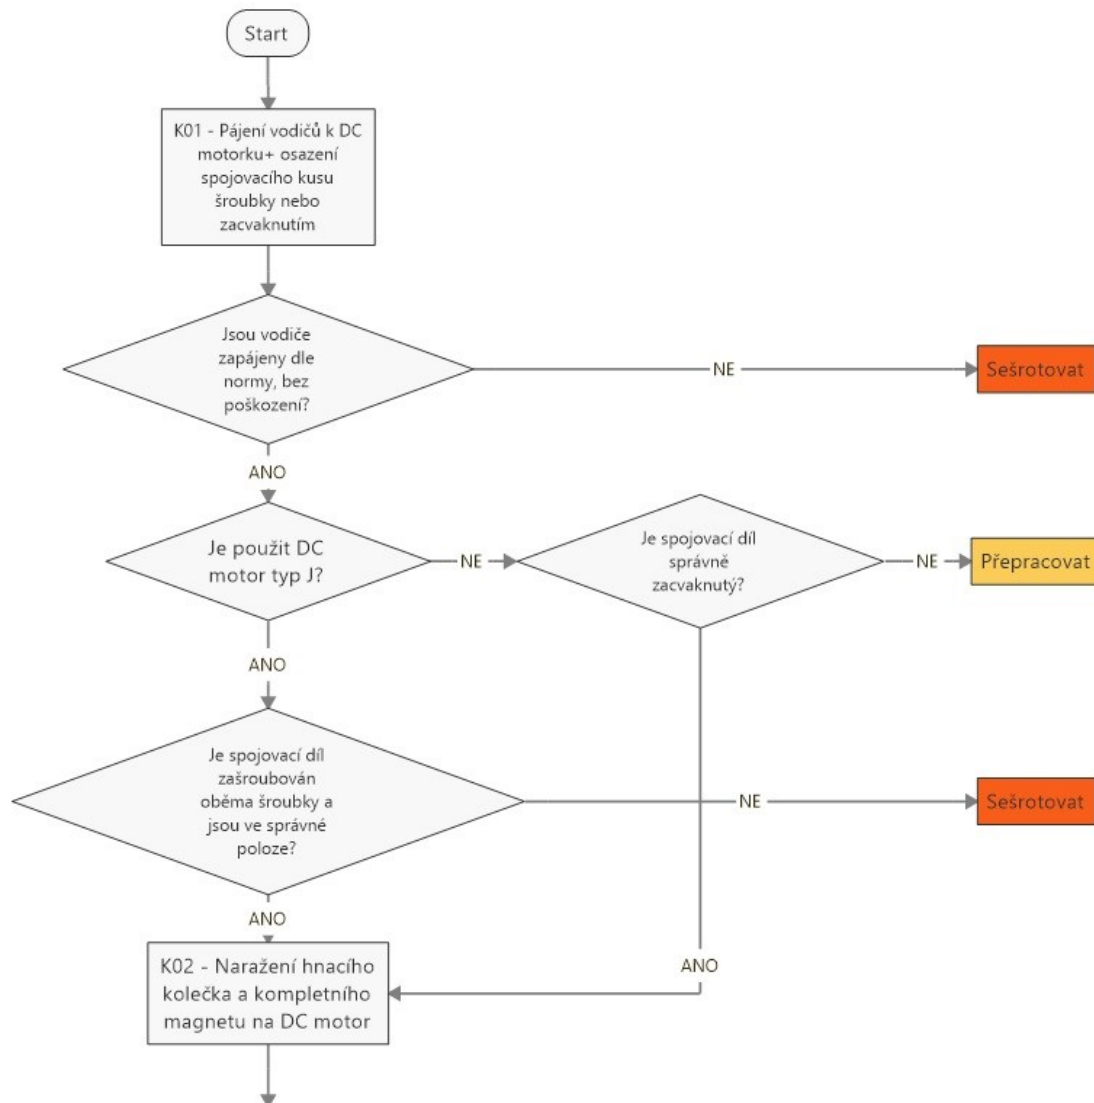 Start
K01 - Pájení vodičů k DC
motorku+ osazení
spojovacího kusu
šroubky nebo
zacvaknutím
Jsou vodiče
zapájeny dle
normy, bez
poškození?
NE
Sešrotovat
ANO
Je použit DC
motor typ J?
NE
Je spojovací díl
správně
zacvaknutý?
NE
Přepracovat
ANO
Je spojovací díl
zašroubován
oběma šroubky a
jsou ve správné
poloze?
NE
Sešrotovat
ANO
ANO
K02 - Naražení hnacího
kolečka a kompletního
magnetu na DC motor